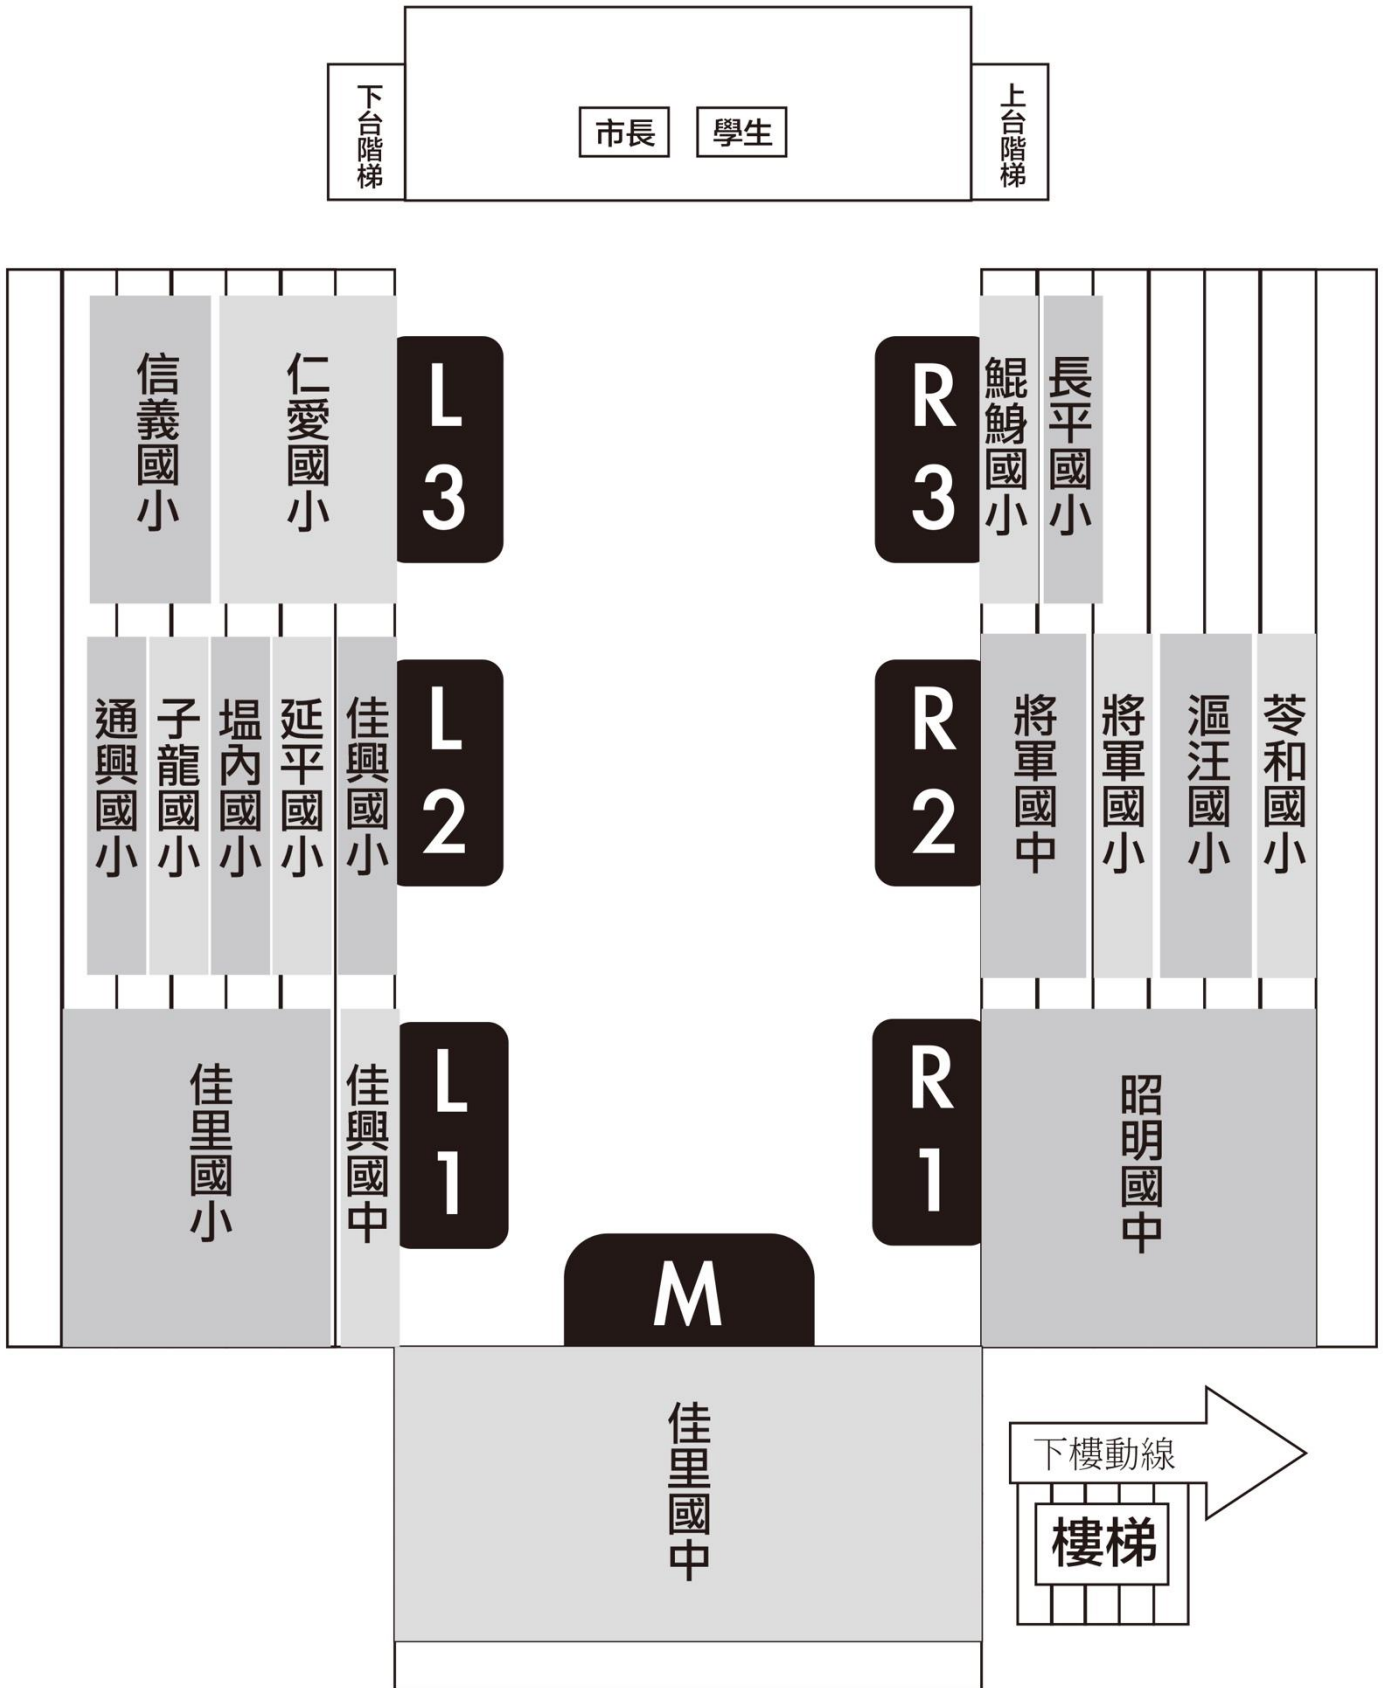 下台階梯
市長
學生
上台階梯
信義國小
仁愛國小
L3
R3
鯤鯓國小
長平國小
通興國小
子龍國小
塭內國小
延平國小
佳興國小
L2
R2
將軍國中
將軍國小
漚汪國小
苓和國小
佳里國小
佳興國中
L1
R1
昭明國中
M
佳里國中
下樓動線
樓梯